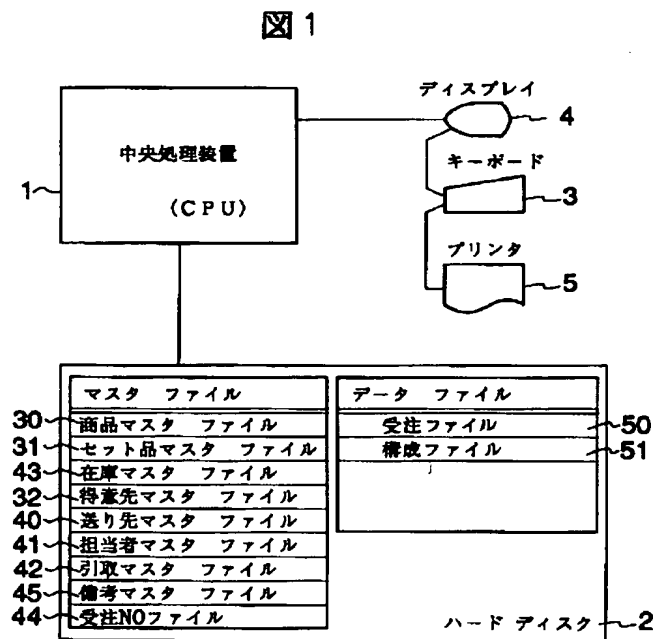 図1
ディスプレイ
4
中央処理装置
(CPU)
1
キーボード
3
プリンタ
5
マスタ ファイル
30 商品マスタ ファイル
31 セット品マスタ ファイル
43 在庫マスタ ファイル
32 得意先マスタ ファイル
40 送り先マスタ ファイル
41 担当者マスタ ファイル
42 引取マスタ ファイル
45 備考マスタ ファイル
44 受注NOファイル
データ ファイル
受注ファイル 50
構成ファイル 51
ハード ディスク 2